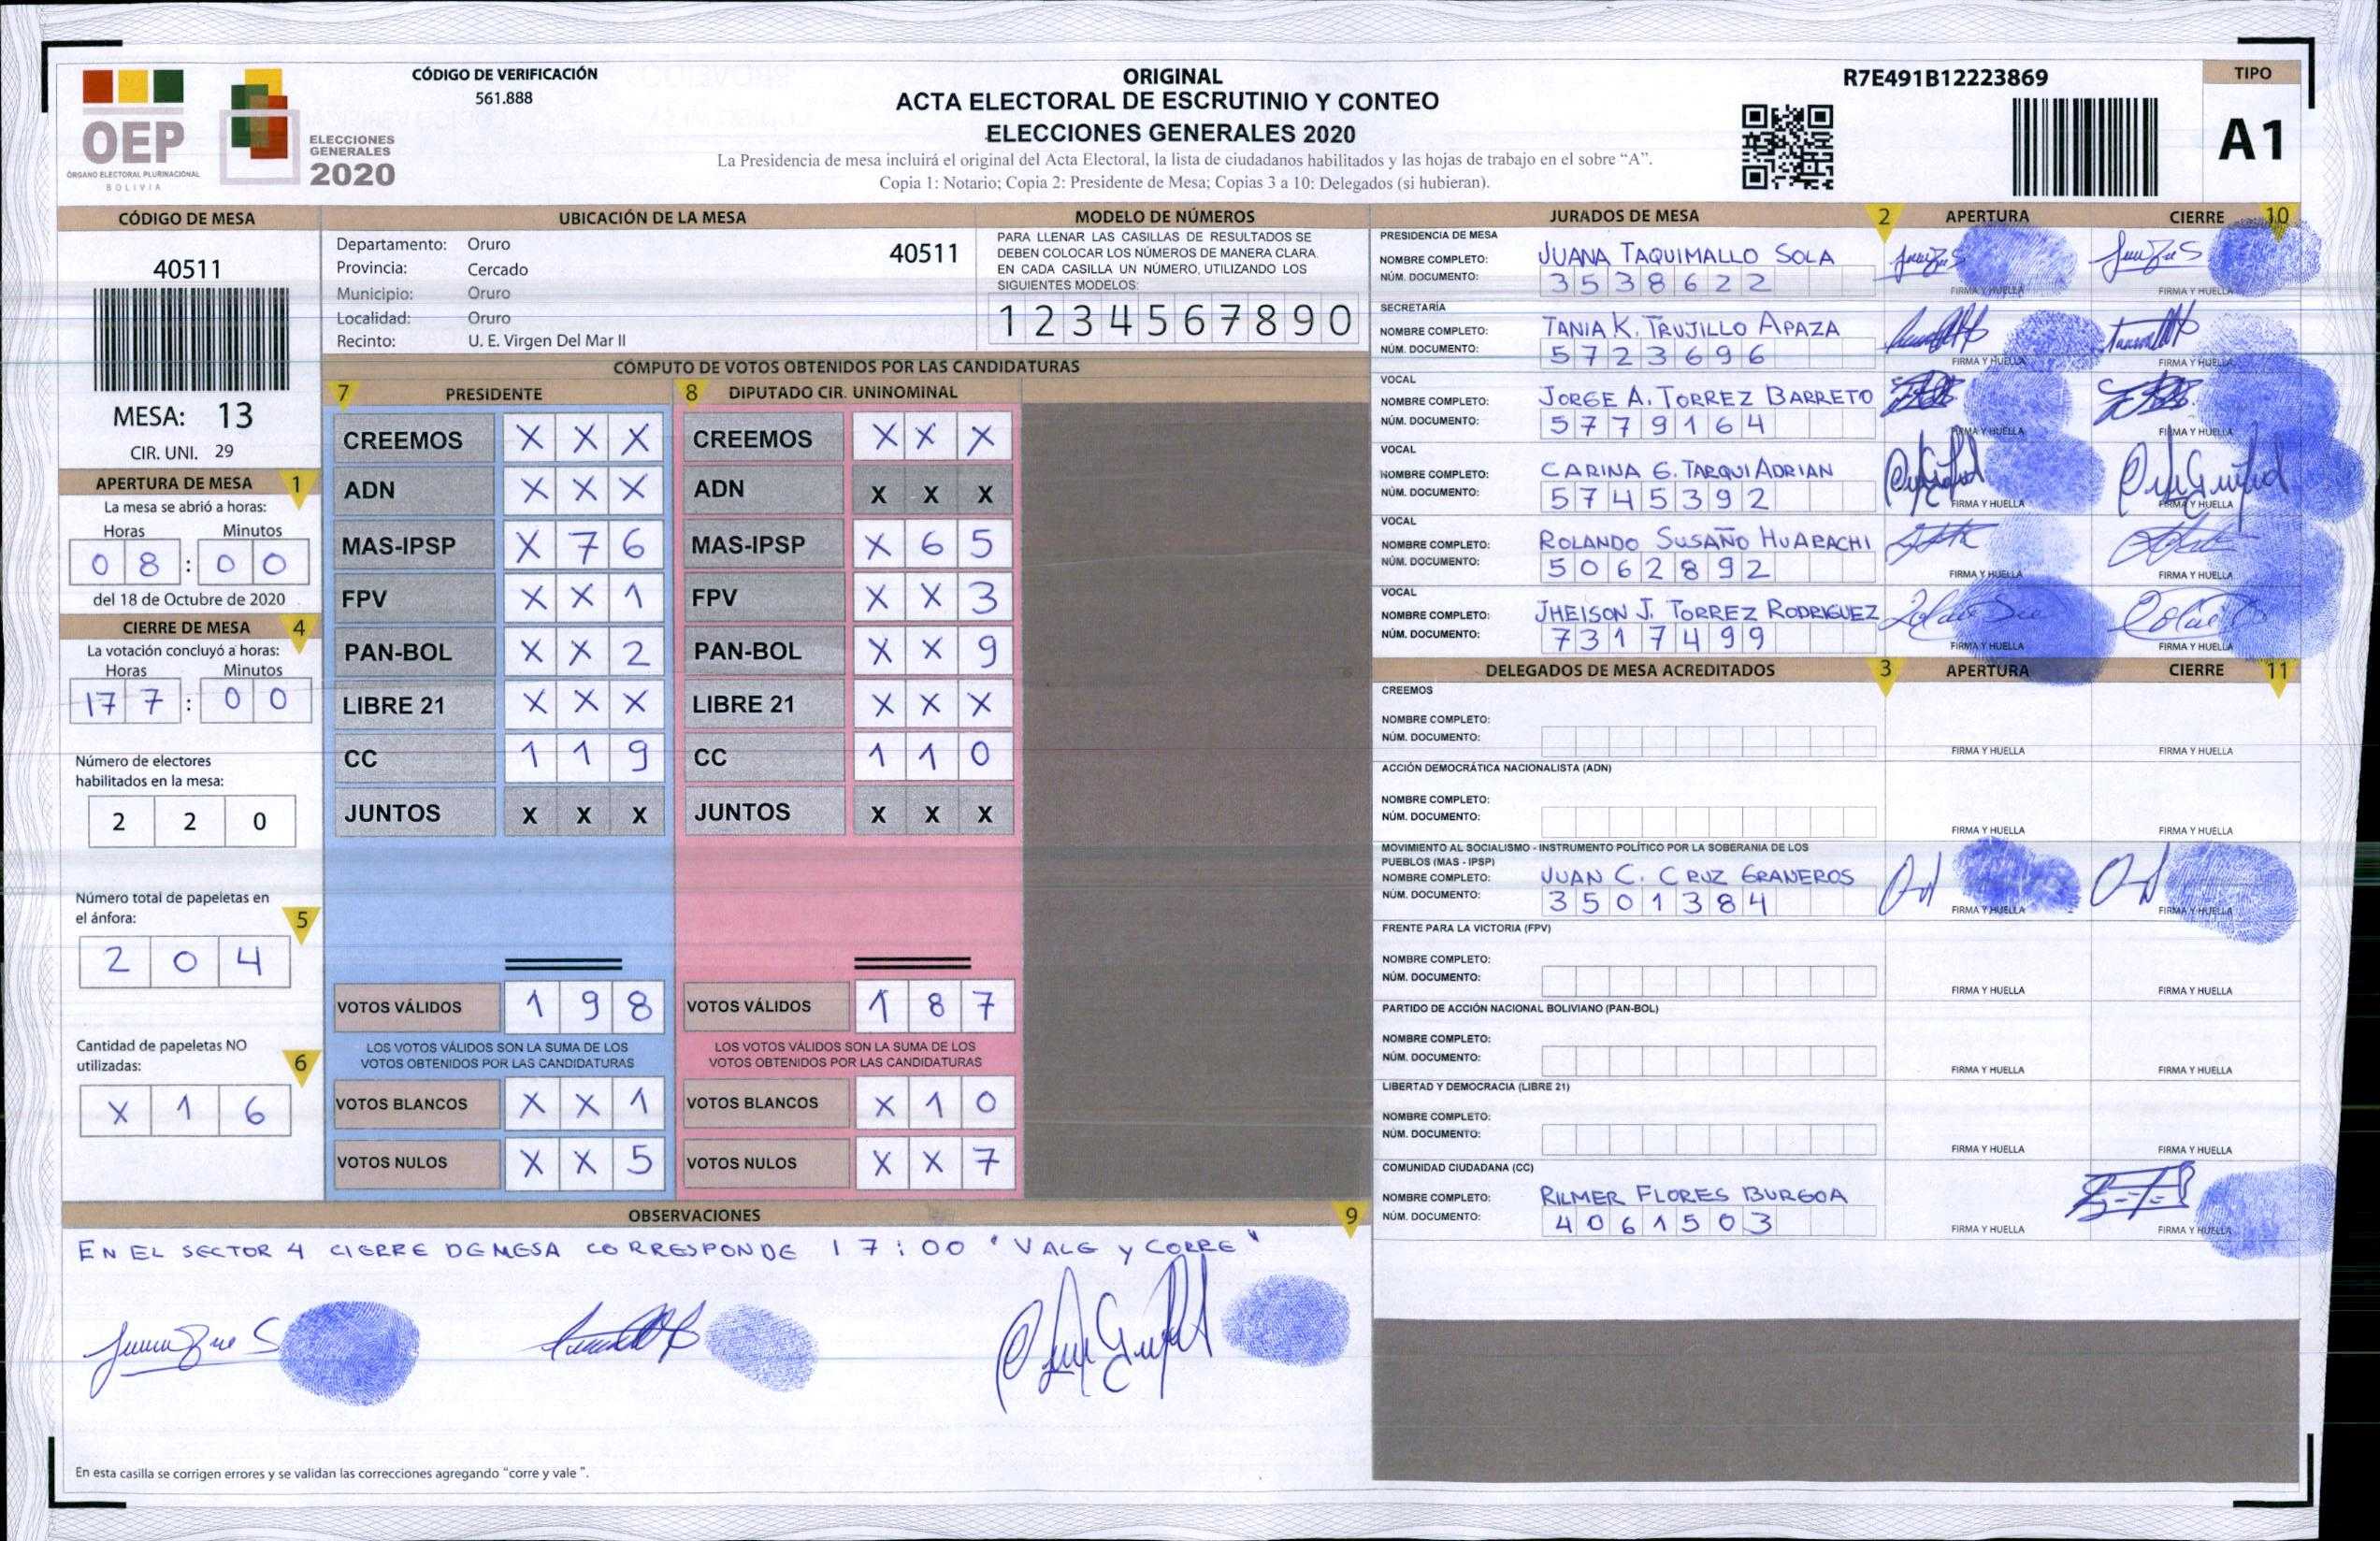 CÓDIGO DE VERIFICACIÓN
561.888
OEP
ÓRGANO ELECTORAL PLURINACIONAL
BOLIVIA
ELECCIONES
GENERALES
2020
ORIGINAL
ACTA ELECTORAL DE ESCRUTINIO Y CONTEO
ELECCIONES GENERALES 2020
La Presidencia de mesa incluirá el original del Acta Electoral, la lista de ciudadanos habilitados y las hojas de trabajo en el sobre “A”.
Copia 1: Notario; Copia 2: Presidente de Mesa; Copias 3 a 10: Delegados (si hubieran).
R7E491B12223869
TIPO
A1
CÓDIGO DE MESA
40511
MESA: 13
CIR. UNI. 29
APERTURA DE MESA 1
La mesa se abrió a horas:
Horas Minutos
0 8 : 0 0
del 18 de Octubre de 2020
CIERRE DE MESA 4
La votación concluyó a horas:
Horas Minutos
17 7 : 0 0
Número de electores
habilitados en la mesa:
2 2 0
Número total de papeletas en
el ánfora: 5
2 0 4
Cantidad de papeletas NO
utilizadas: 6
X 1 6
UBICACIÓN DE LA MESA
Departamento: Oruro 40511
Provincia: Cercado
Municipio: Oruro
Localidad: Oruro
Recinto: U. E. Virgen Del Mar II
MODELO DE NÚMEROS
PARA LLENAR LAS CASILLAS DE RESULTADOS SE
DEBEN COLOCAR LOS NÚMEROS DE MANERA CLARA.
EN CADA CASILLA UN NÚMERO, UTILIZANDO LOS
SIGUIENTES MODELOS:
1 2 3 4 5 6 7 8 9 0
CÓMPUTO DE VOTOS OBTENIDOS POR LAS CANDIDATURAS
7 PRESIDENTE
CREEMOS X X X
ADN X X X
MAS-IPSP X 7 6
FPV X X 1
PAN-BOL X X 2
LIBRE 21 X X X
CC 1 1 9
JUNTOS X X X
VOTOS VÁLIDOS 1 9 8
LOS VOTOS VÁLIDOS SON LA SUMA DE LOS
VOTOS OBTENIDOS POR LAS CANDIDATURAS
VOTOS BLANCOS X X 1
VOTOS NULOS X X 5
8 DIPUTADO CIR. UNINOMINAL
CREEMOS X X X
ADN X X X
MAS-IPSP X 6 5
FPV X X 3
PAN-BOL X X 9
LIBRE 21 X X X
CC 1 1 0
JUNTOS X X X
VOTOS VÁLIDOS 1 8 7
LOS VOTOS VÁLIDOS SON LA SUMA DE LOS
VOTOS OBTENIDOS POR LAS CANDIDATURAS
VOTOS BLANCOS X 1 0
VOTOS NULOS X X 7
OBSERVACIONES 9
EN EL SECTOR 4 CIERRE DE MESA CORRESPONDE 17:00 "VALE y CORRE"
En esta casilla se corrigen errores y se validan las correcciones agregando “corre y vale ”.
JURADOS DE MESA 2 APERTURA CIERRE 10
PRESIDENCIA DE MESA
NOMBRE COMPLETO: JUANA TAQUIMALLO SOLA
NÚM. DOCUMENTO: 3538622
FIRMA Y HUELLA FIRMA Y HUELLA
SECRETARÍA
NOMBRE COMPLETO: TANIA K. TRUJILLO APAZA
NÚM. DOCUMENTO: 5723696
FIRMA Y HUELLA FIRMA Y HUELLA
VOCAL
NOMBRE COMPLETO: JORGE A. TORREZ BARRETO
NÚM. DOCUMENTO: 5779164
FIRMA Y HUELLA FIRMA Y HUELLA
VOCAL
NOMBRE COMPLETO: CARINA G. TARQUI ADRIAN
NÚM. DOCUMENTO: 5745392
FIRMA Y HUELLA FIRMA Y HUELLA
VOCAL
NOMBRE COMPLETO: ROLANDO SUSAÑO HUARACHI
NÚM. DOCUMENTO: 5062892
FIRMA Y HUELLA FIRMA Y HUELLA
VOCAL
NOMBRE COMPLETO: JHEISON J. TORREZ RODRIGUEZ
NÚM. DOCUMENTO: 7317499
FIRMA Y HUELLA FIRMA Y HUELLA
DELEGADOS DE MESA ACREDITADOS 3 APERTURA CIERRE 11
CREEMOS
NOMBRE COMPLETO:
NÚM. DOCUMENTO:
FIRMA Y HUELLA FIRMA Y HUELLA
ACCIÓN DEMOCRÁTICA NACIONALISTA (ADN)
NOMBRE COMPLETO:
NÚM. DOCUMENTO:
FIRMA Y HUELLA FIRMA Y HUELLA
MOVIMIENTO AL SOCIALISMO - INSTRUMENTO POLÍTICO POR LA SOBERANIA DE LOS
PUEBLOS (MAS - IPSP)
NOMBRE COMPLETO: JUAN C. CRUZ GRANEROS
NÚM. DOCUMENTO: 3501384
FIRMA Y HUELLA FIRMA Y HUELLA
FRENTE PARA LA VICTORIA (FPV)
NOMBRE COMPLETO:
NÚM. DOCUMENTO:
FIRMA Y HUELLA FIRMA Y HUELLA
PARTIDO DE ACCIÓN NACIONAL BOLIVIANO (PAN-BOL)
NOMBRE COMPLETO:
NÚM. DOCUMENTO:
FIRMA Y HUELLA FIRMA Y HUELLA
LIBERTAD Y DEMOCRACIA (LIBRE 21)
NOMBRE COMPLETO:
NÚM. DOCUMENTO:
FIRMA Y HUELLA FIRMA Y HUELLA
COMUNIDAD CIUDADANA (CC)
NOMBRE COMPLETO: RILMER FLORES BURGOA
NÚM. DOCUMENTO: 4061503
FIRMA Y HUELLA FIRMA Y HUELLA